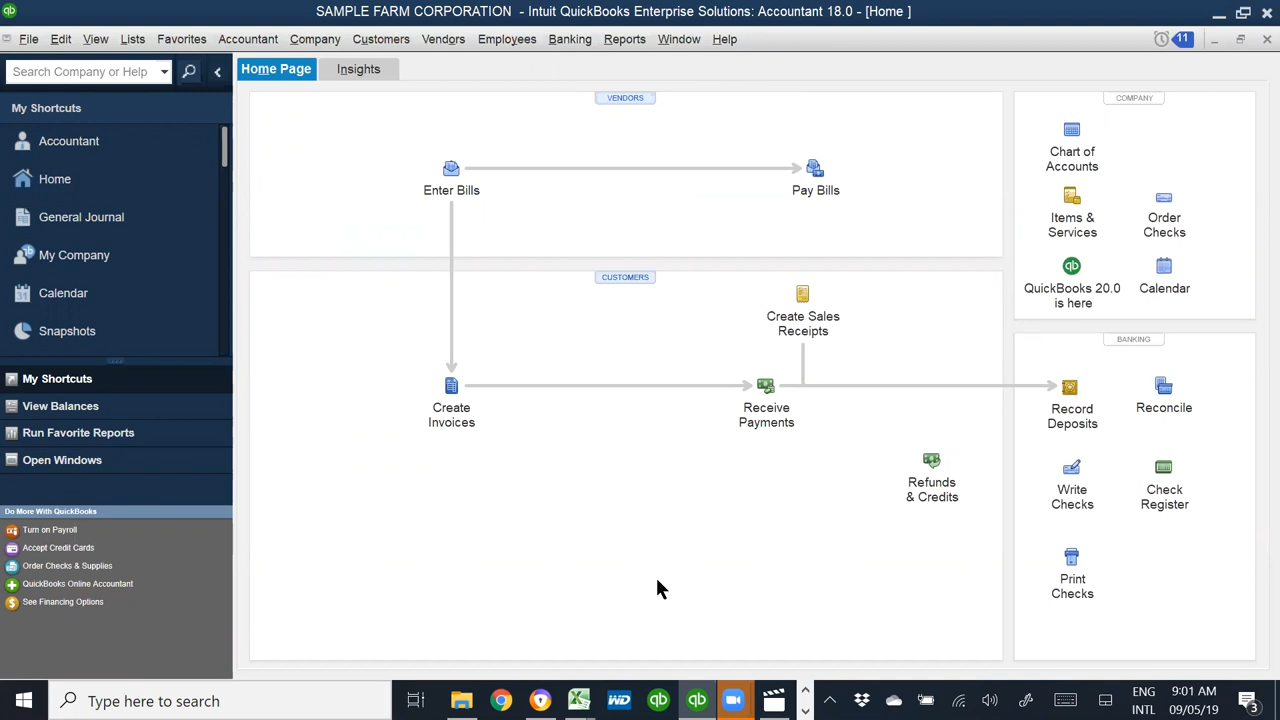 SAMPLE FARM CORPORATION - Intuit QuickBooks Enterprise Solutions: Accountant 18.0 - [Home ]
File Edit View Lists Favorites Accountant Company Customers Vendors Employees Banking Reports Window Help
11
Search Company or Help
Home Page
Insights
My Shortcuts
Accountant
Home
General Journal
My Company
31
Calendar
Snapshots
My Shortcuts
View Balances
Run Favorite Reports
Open Windows
Do More With QuickBooks
Turn on Payroll
Accept Credit Cards
Order Checks & Supplies
QuickBooks Online Accountant
See Financing Options
VENDORS
Enter Bills
Pay Bills
CUSTOMERS
Create Sales
Receipts
Create
Invoices
Receive
Payments
Refunds
& Credits
COMPANY
Chart of
Accounts
Items &
Services
Order
Checks
qb
QuickBooks 20.0
is here
Calendar
BANKING
Record
Deposits
Reconcile
Write
Checks
Check
Register
Print
Checks
Type here to search
WD
qb
qb
ENG
INTL
9:01 AM
09/05/19
3